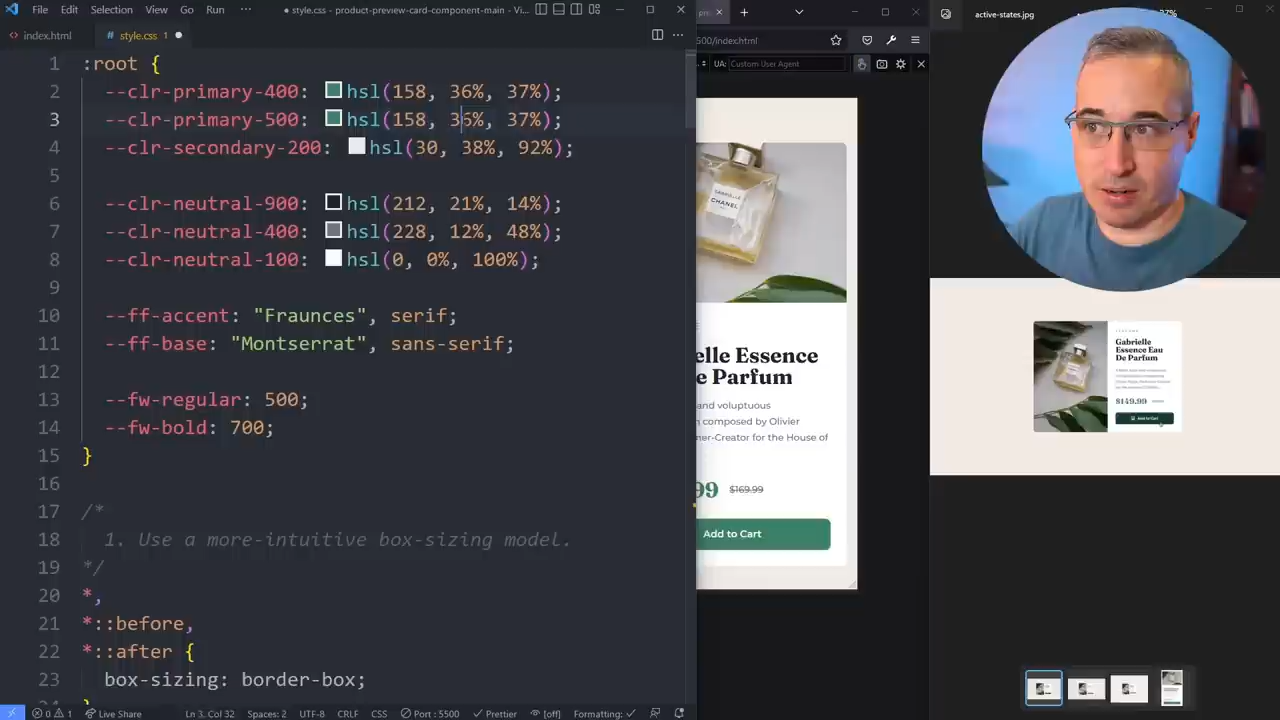 File Edit View Go Run ··· ● style.css - product-preview-card-component-main - Vi...
index.html
# style.css 1 ●
1 :root {
2 --clr-primary-400: hsl(158, 36%, 37%);
3 --clr-primary-500: hsl(158, 36%, 37%);
4 --clr-secondary-200: hsl(30, 38%, 92%);
5
6 --clr-neutral-900: hsl(212, 21%, 14%);
7 --clr-neutral-400: hsl(228, 12%, 48%);
8 --clr-neutral-100: hsl(0, 0%, 100%);
9
10 --ff-accent: "Fraunces", serif;
11 --ff-base: "Montserrat", sans-serif;
12
13 --fw-regular: 500;
14 --fw-bold: 700;
15 }
16
17 /*
18 1. Use a more-intuitive box-sizing model.
19 */
20 *,
21 *::before,
22 *::after {
23 box-sizing: border-box;
24
0 1 Live Share Ln 3, Col 32 Spaces: 2 UTF-8 CRLF CSS Port : 5500 Prettier [off] Formatting:
500/index.html
UA: Custom User Agent
GABRIELLE
CHANEL
elle Essence
e Parfum
and voluptuous
n composed by Olivier
ner-Creator for the House of
99 $169.99
Add to Cart
active-states.jpg
Gabrielle
Essence Eau
De Parfum
$149.99
Add to Cart